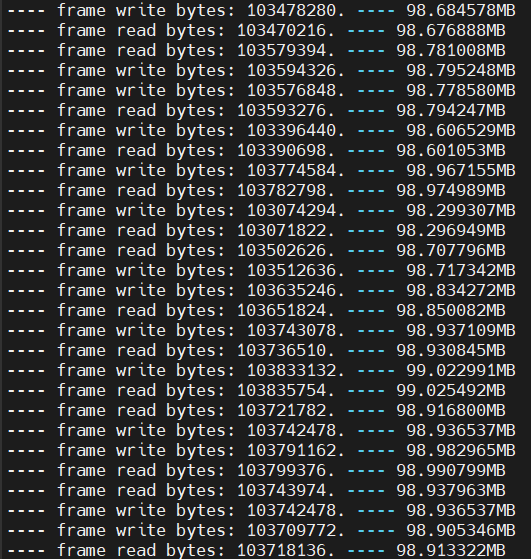 ---- frame write bytes: 103478280. ---- 98.684578MB
---- frame read bytes: 103470216. ---- 98.676888MB
---- frame read bytes: 103579394. ---- 98.781008MB
---- frame write bytes: 103594326. ---- 98.795248MB
---- frame write bytes: 103576848. ---- 98.778580MB
---- frame read bytes: 103593276. ---- 98.794247MB
---- frame write bytes: 103396440. ---- 98.606529MB
---- frame read bytes: 103390698. ---- 98.601053MB
---- frame write bytes: 103774584. ---- 98.967155MB
---- frame read bytes: 103782798. ---- 98.974989MB
---- frame write bytes: 103074294. ---- 98.299307MB
---- frame read bytes: 103071822. ---- 98.296949MB
---- frame read bytes: 103502626. ---- 98.707796MB
---- frame write bytes: 103512636. ---- 98.717342MB
---- frame write bytes: 103635246. ---- 98.834272MB
---- frame read bytes: 103651824. ---- 98.850082MB
---- frame write bytes: 103743078. ---- 98.937109MB
---- frame read bytes: 103736510. ---- 98.930845MB
---- frame write bytes: 103833132. ---- 99.022991MB
---- frame read bytes: 103835754. ---- 99.025492MB
---- frame read bytes: 103721782. ---- 98.916800MB
---- frame write bytes: 103742478. ---- 98.936537MB
---- frame write bytes: 103791162. ---- 98.982965MB
---- frame read bytes: 103799376. ---- 98.990799MB
---- frame read bytes: 103743974. ---- 98.937963MB
---- frame write bytes: 103742478. ---- 98.936537MB
---- frame write bytes: 103709772. ---- 98.905346MB
---- frame read bytes: 103718136. ---- 98.913322MB